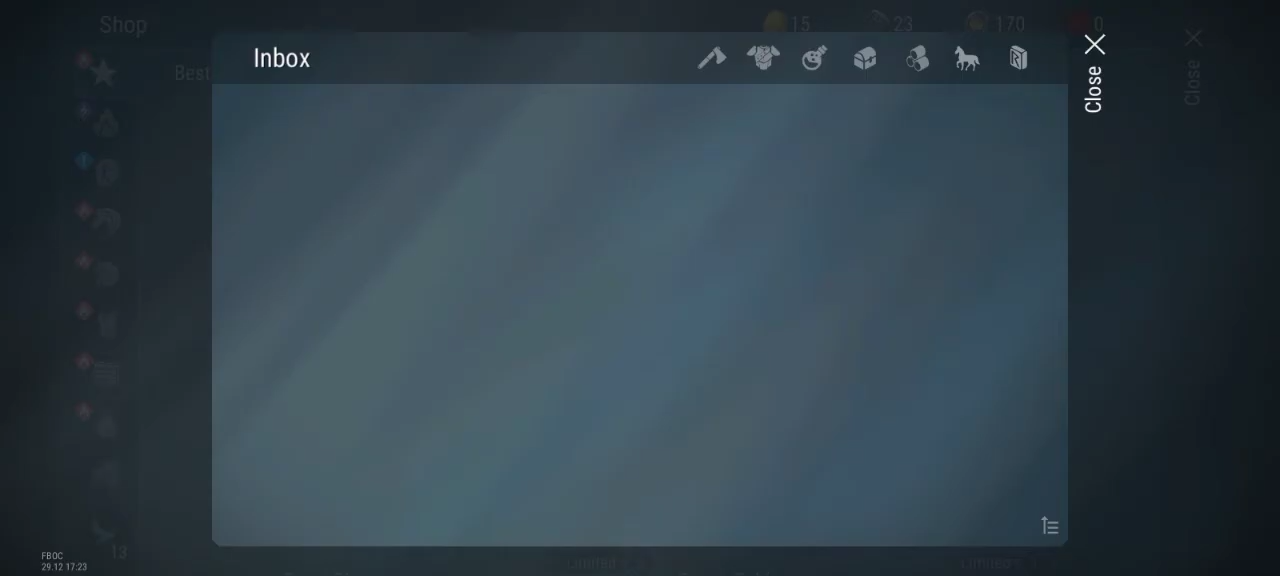 Shop
15
23
170
0
Inbox
Close
Close
Best
13
FBOC
29.12 17:23
Limited
Limited